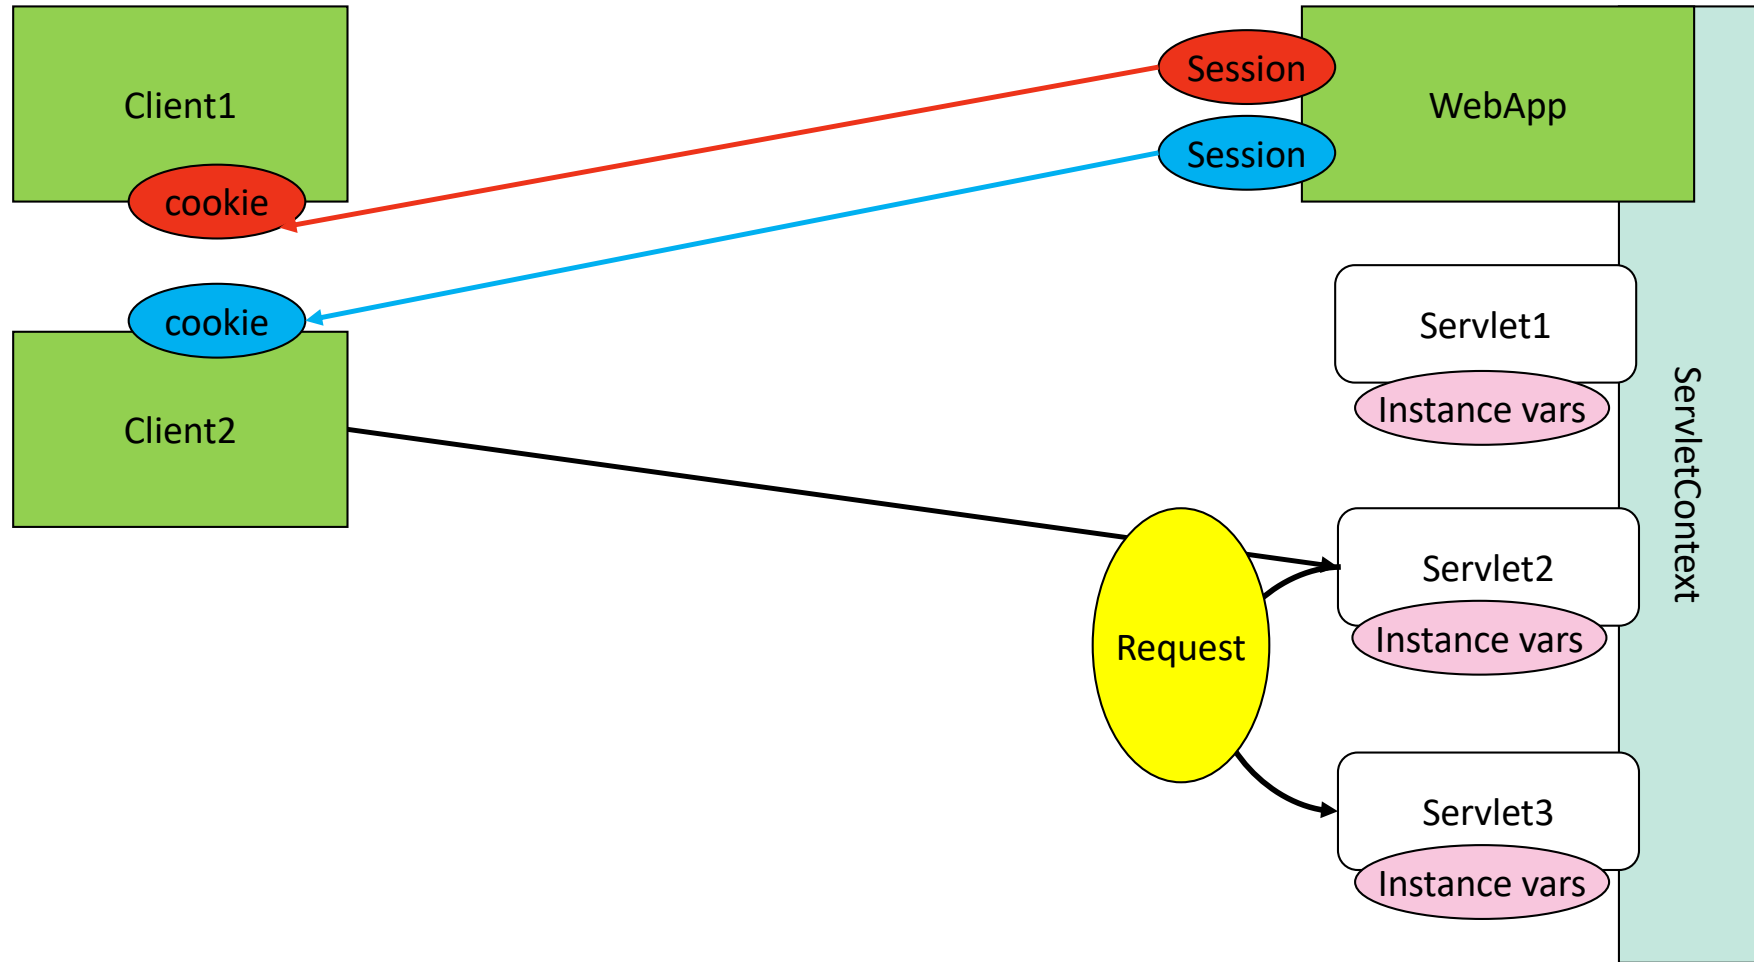 Client1
cookie
Session
Session
WebApp
cookie
Client2
Servlet1
Instance vars
ServletContext
Servlet2
Instance vars
Request
Servlet3
Instance vars